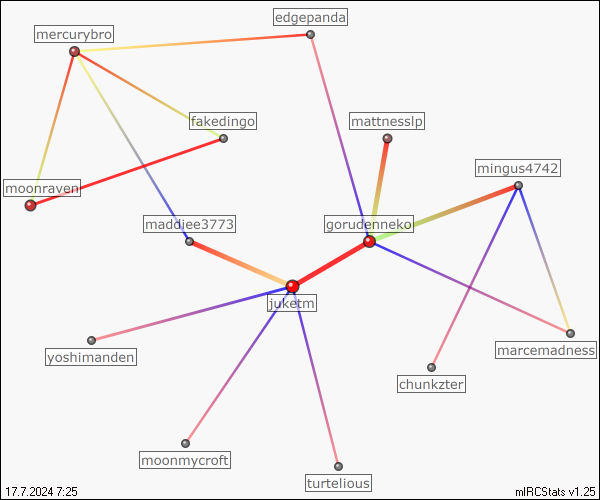 edgepanda
mercurybro
fakedingo
mattnesslp
mingus4742
moonraven
maddiee3773
gorudenneko
juketm
yoshimanden
marcemadness
chunkzter
moonmycroft
turtelious
17.7.2024 7:25
mIRCStats v1.25